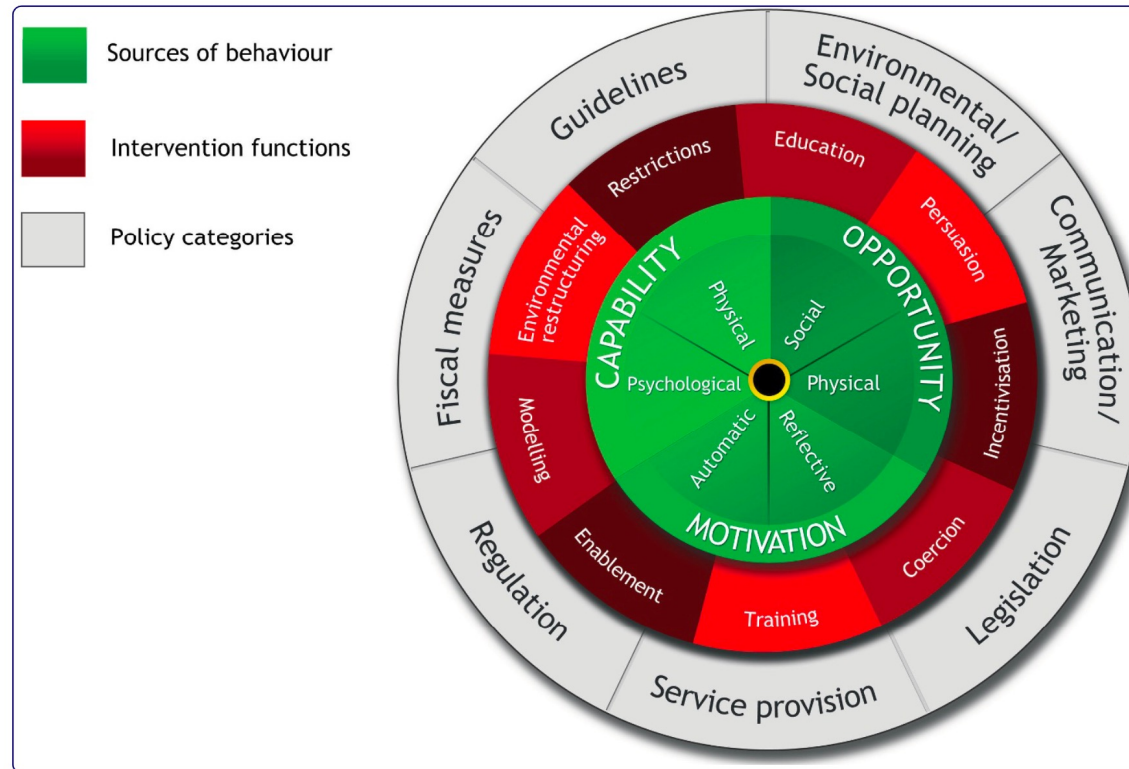 Sources of behaviour
Intervention functions
Policy categories
Guidelines
Environmental/
Social planning
Communication/
Marketing
Legislation
Service provision
Regulation
Fiscal measures
Restrictions
Education
Persuasion
Incentivisation
Coercion
Training
Enablement
Modelling
Environmental
restructuring
CAPABILITY
OPPORTUNITY
MOTIVATION
Physical
Social
Psychological
Physical
Automatic
Reflective